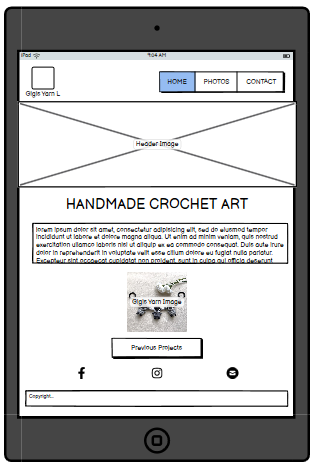 iPad
9:04 AM
Gigis Yarn L
HOME
PHOTOS
CONTACT
Header Image
HANDMADE CROCHET ART
lorem ipsum dolor sit amet, consectetur adipisicing elit, sed do eiusmod tempor
incididunt ut labore et dolore magna aliqua. Ut enim ad minim veniam, quis nostrud
exercitation ullamco laboris nisi ut aliquip ex ea commodo consequat. Duis aute irure
dolor in reprehenderit in voluptate velit esse cillum dolore eu fugiat nulla pariatur.
Excepteur sint occaecat cupidatat non proident, sunt in culpa qui officia deserunt
Gigis Yarn Image
Previous Projects
Copyright...